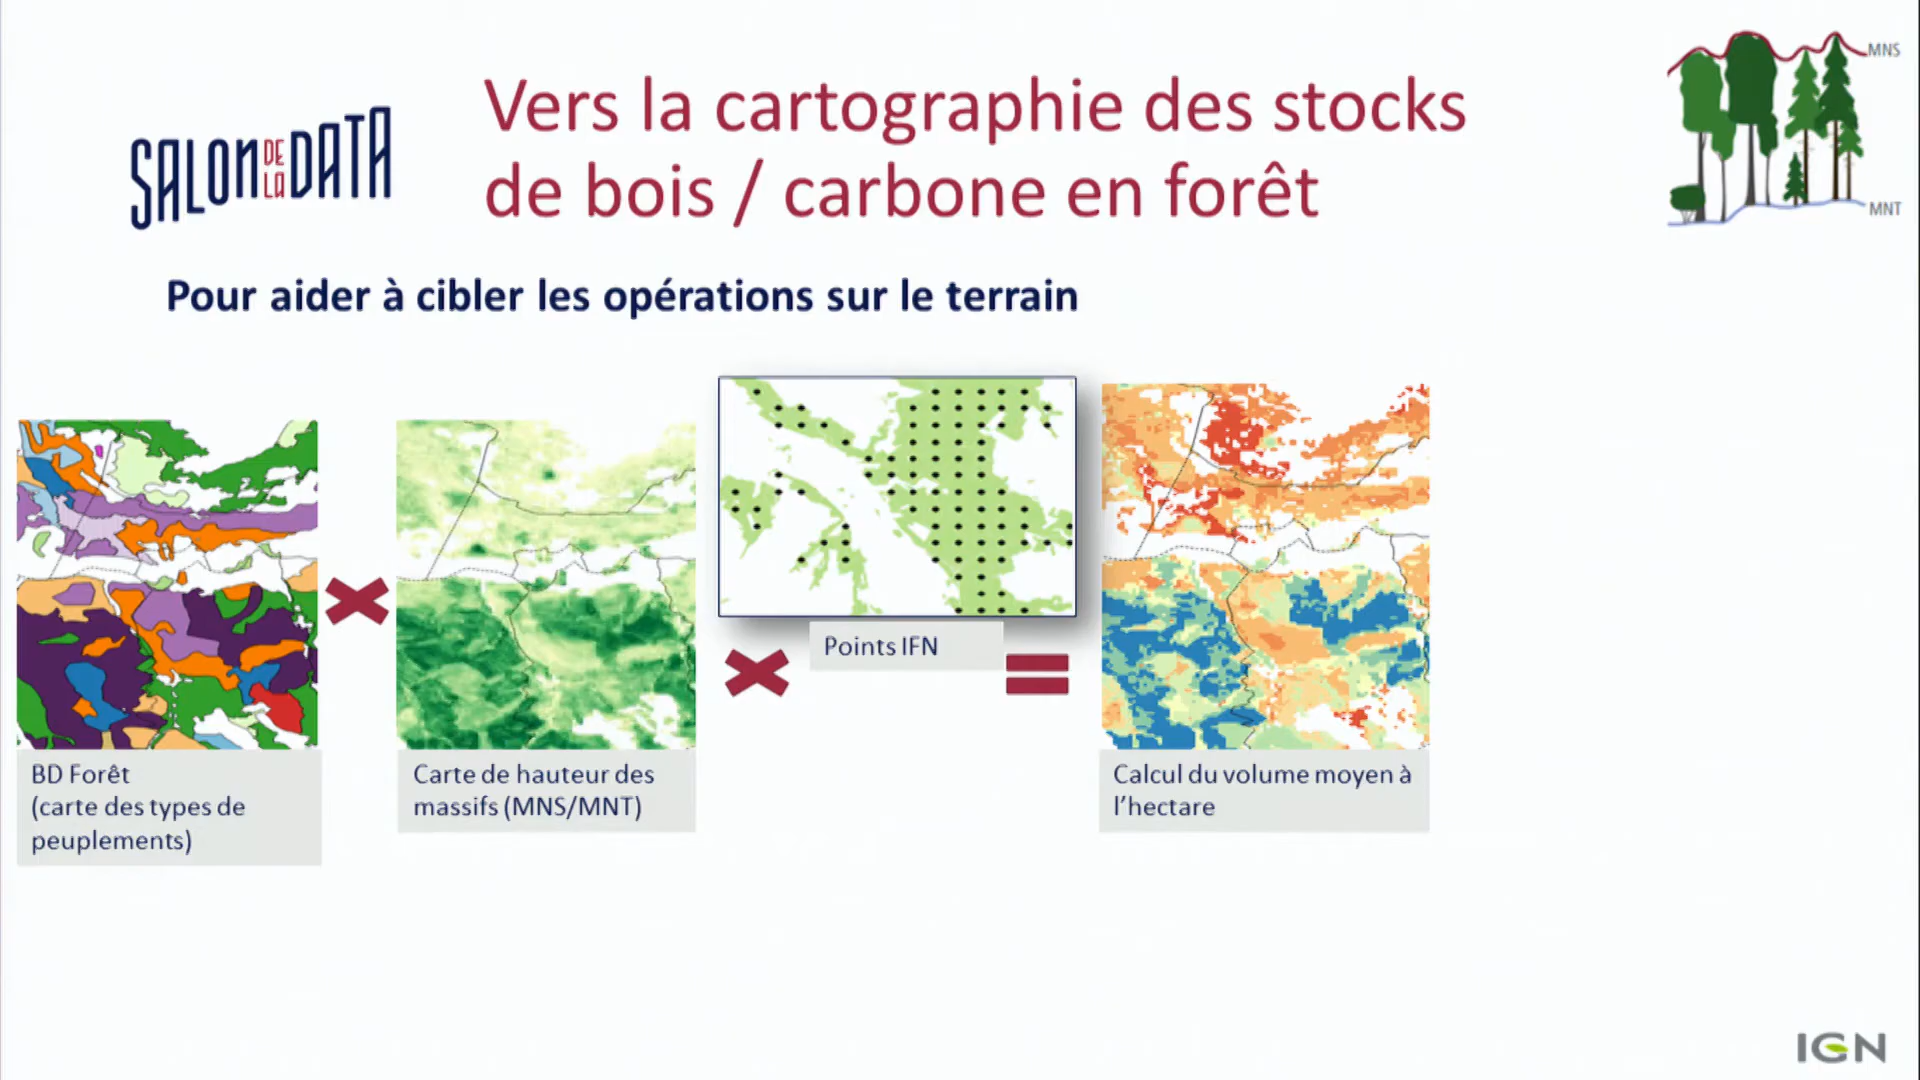 SALON DE LA DATA
Vers la cartographie des stocks
de bois / carbone en forêt
MNS
MNT
Pour aider à cibler les opérations sur le terrain
BD Forêt
(carte des types de
peuplements)
Carte de hauteur des
massifs (MNS/MNT)
Points IFN
Calcul du volume moyen à
l'hectare
IGN